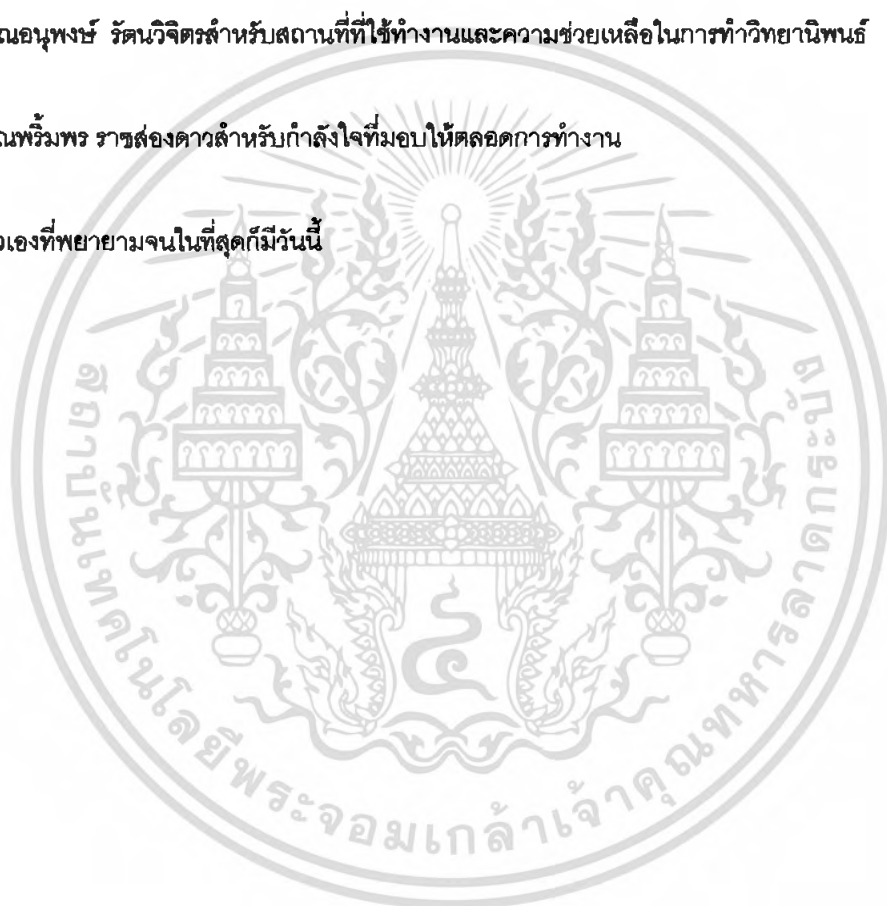 ณอนุพงษ์ รัตนวิจิตรสำหรับสถานที่ที่ใช้ทำงานและความช่วยเหลือในการทำวิทยานิพนธ์
ณพริ้มพร ราชส่องดาวสำหรับกำลังใจที่มอบให้ตลอดการทำงาน
วเองที่พยายามจนในที่สุดก็มีวันนี้
สถาบันเทคโนโลยีพระจอมเกล้าเจ้าคุณทหารลาดกระบัง
๔